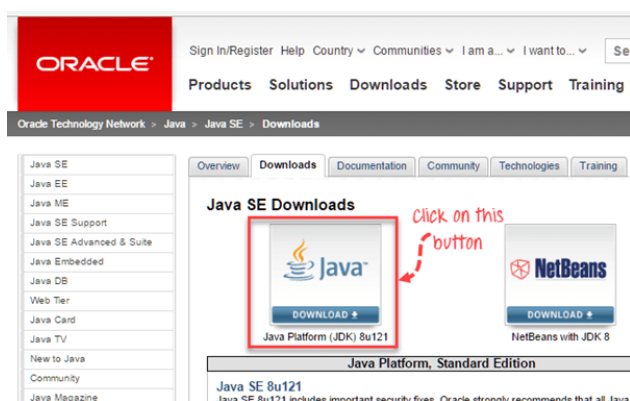 ORACLE
Sign In/Register Help Country Communities I am a... I want to... Se
Products Solutions Downloads Store Support Training
Oracle Technology Network > Java > Java SE > Downloads
Java SE
Java EE
Java ME
Java SE Support
Java SE Advanced & Suite
Java Embedded
Java DB
Web Tier
Java Card
Java TV
New to Java
Community
Java Magazine
Overview Downloads Documentation Community Technologies Training
Java SE Downloads
Click on this
button
Java
DOWNLOAD
Java Platform (JDK) 8u121
NetBeans
DOWNLOAD
NetBeans with JDK 8
Java Platform, Standard Edition
Java SE 8u121
Java SE 8u121 includes important security fixes. Oracle strongly recommends that all Java